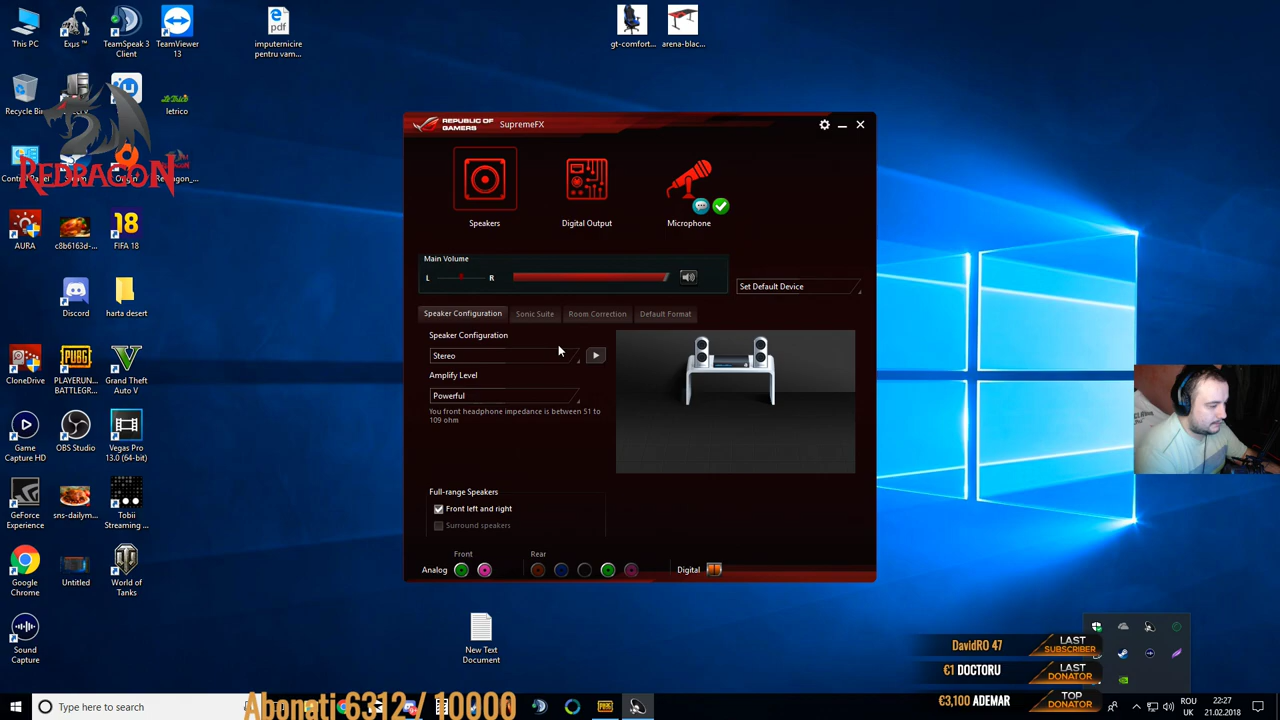 This PC
Exus ™
TeamSpeak 3
Client
TeamViewer
13
imputernicire
pentru vam...
gt-comfort...
arena-blac...
Recycle Bin
letrico
REDRAGON
Control Panel
Steam
Origin
Redragon_...
AURA
c8b6163d-...
FIFA 18
Discord
harta desert
CloneDrive
PLAYERUN...
BATTLEGR...
Grand Theft
Auto V
Game
Capture HD
OBS Studio
Vegas Pro
13.0 (64-bit)
GeForce
Experience
sns-dailym...
Tobii
Streaming ...
Google
Chrome
Untitled
World of
Tanks
Sound
Capture
New Text
Document
REPUBLIC OF
GAMERS
SupremeFX
Speakers
Digital Output
Microphone
Main Volume
L
R
Set Default Device
Speaker Configuration
Sonic Suite
Room Correction
Default Format
Speaker Configuration
Stereo
Amplify Level
Powerful
You front headphone impedance is between 51 to
109 ohm
Full-range Speakers
Front left and right
Surround speakers
Front
Rear
Analog
Digital
DavidRO 47
LAST
SUBSCRIBER
€1 DOCTORU
LAST
DONATOR
€3,100 ADEMAR
TOP
DONATOR
Type here to search
Abonati 6312 / 10000
ROU
UK
22:27
21.02.2018